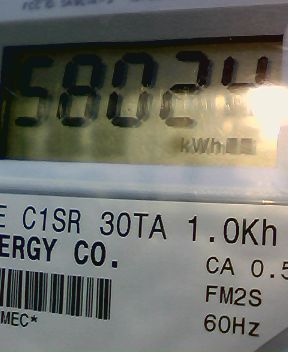 58024
kWh
E C1SR 30TA 1.0Kh
ERGY CO.
CA 0.5
FM2S
MEC*
60Hz